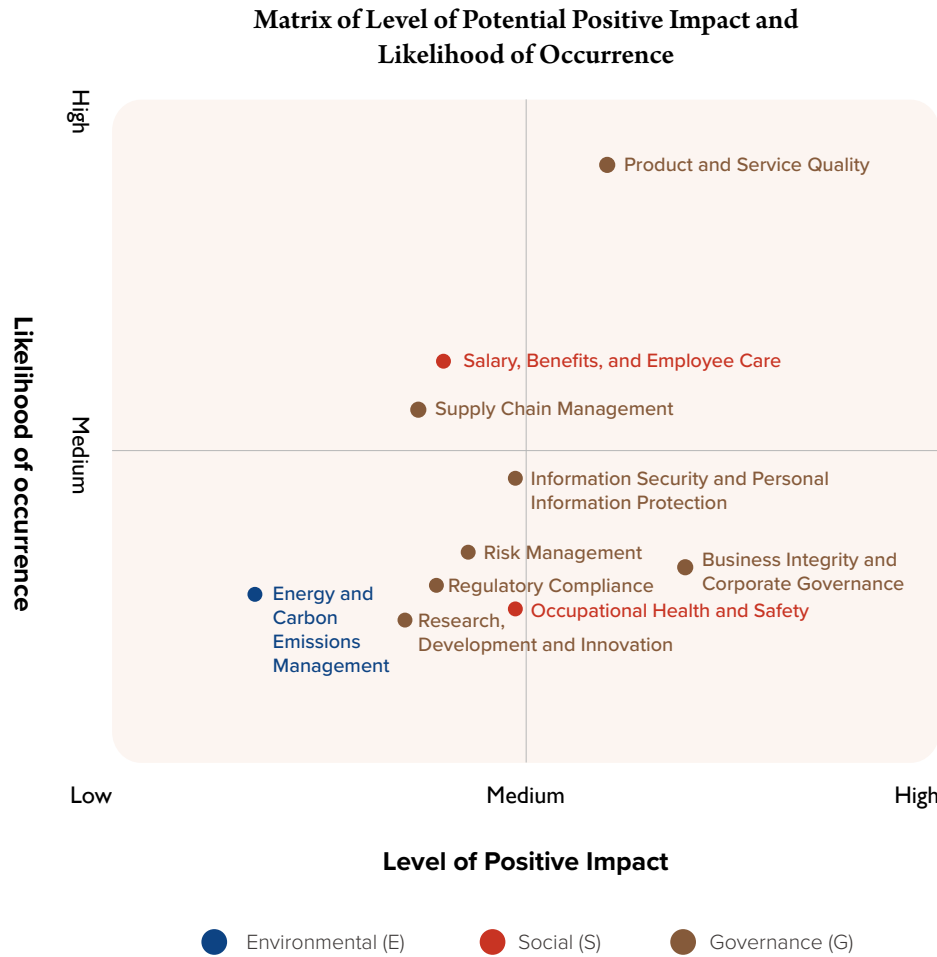 Matrix of Level of Potential Positive Impact and
Likelihood of Occurrence
High
Product and Service Quality
Salary, Benefits, and Employee Care
Supply Chain Management
Likelihood of occurrence
Medium
Information Security and Personal
Information Protection
Risk Management
Business Integrity and
Corporate Governance
Regulatory Compliance
Energy and
Carbon
Emissions
Management
Occupational Health and Safety
Research,
Development and Innovation
Low
Medium
High
Level of Positive Impact
Environmental (E)
Social (S)
Governance (G)